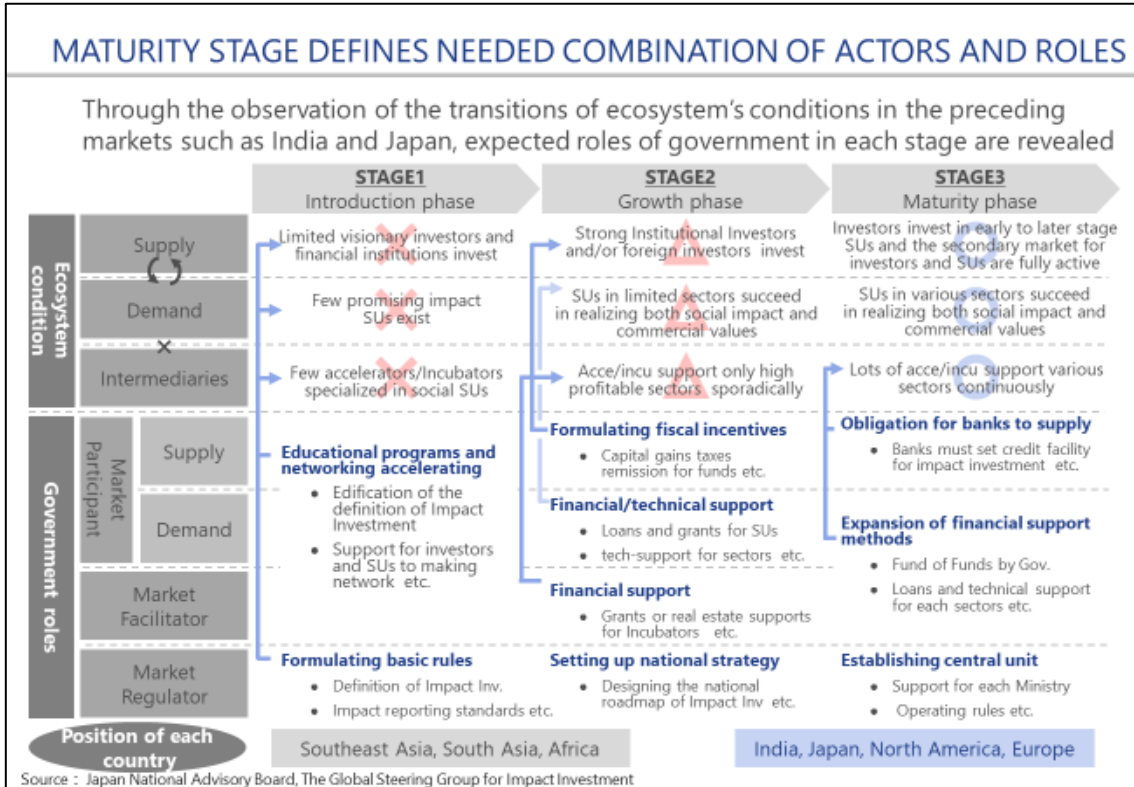 MATURITY STAGE DEFINES NEEDED COMBINATION OF ACTORS AND ROLES
Through the observation of the transitions of ecosystem's conditions in the preceding
markets such as India and Japan, expected roles of government in each stage are revealed
STAGE1
Introduction phase
STAGE2
Growth phase
STAGE3
Maturity phase
Ecosystem
condition
Supply
Limited visionary investors and
financial institutions invest
Strong Institutional Investors
and/or foreign investors invest
Investors invest in early to later stage
SUs and the secondary market for
investors and SUs are fully active
Demand
Few promising impact
SUs exist
SUs in limited sectors succeed
in realizing both social impact and
commercial values
SUs in various sectors succeed
in realizing both social impact and
commercial values
×
Intermediaries
Few accelerators/Incubators
specialized in social SUs
Acce/incu support only high
profitable sectors sporadically
Lots of acce/incu support various
sectors continuously
Government roles
Market
Participant
Supply
Demand
Market
Facilitator
Market
Regulator
Educational programs and
networking accelerating
● Edification of the
definition of Impact
Investment
● Support for investors
and SUs to making
network etc.
Formulating fiscal incentives
● Capital gains taxes
remission for funds etc.
Financial/technical support
● Loans and grants for SUs
● tech-support for sectors etc.
Financial support
● Grants or real estate supports
for Incubators etc.
Obligation for banks to supply
● Banks must set credit facility
for impact investment etc.
Expansion of financial support
methods
● Fund of Funds by Gov.
● Loans and technical support
for each sectors etc.
Formulating basic rules
● Definition of Impact Inv.
● Impact reporting standards etc.
Setting up national strategy
● Designing the national
roadmap of Impact Inv etc.
Establishing central unit
● Support for each Ministry
● Operating rules etc.
Position of each
country
Southeast Asia, South Asia, Africa
India, Japan, North America, Europe
Source : Japan National Advisory Board, The Global Steering Group for Impact Investment